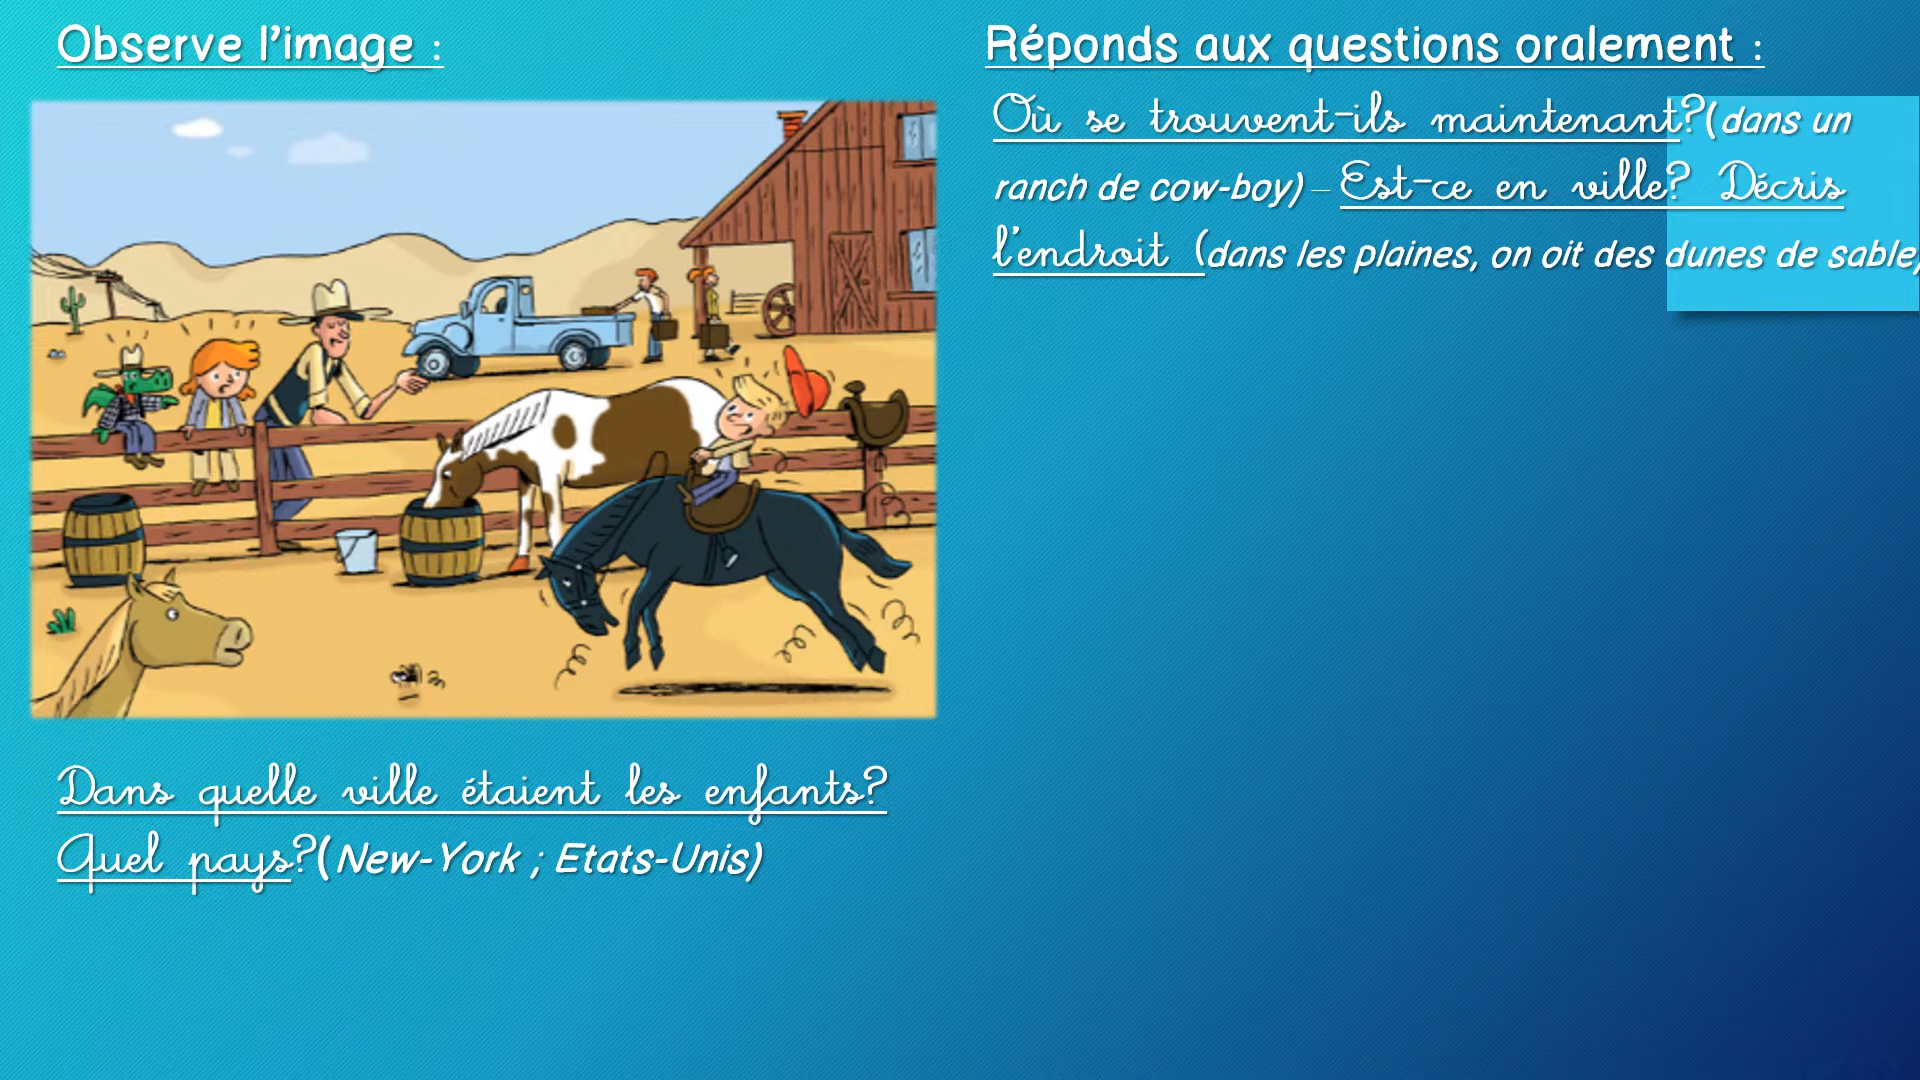 Observe l'image :
Dans quelle ville étaient les enfants?
Quel pays?(New-York ; Etats-Unis)
Réponds aux questions oralement :
Où se trouvent-ils maintenant?(dans un
ranch de cow-boy) – Est-ce en ville? Décris
l'endroit (dans les plaines, on oit des dunes de sable,